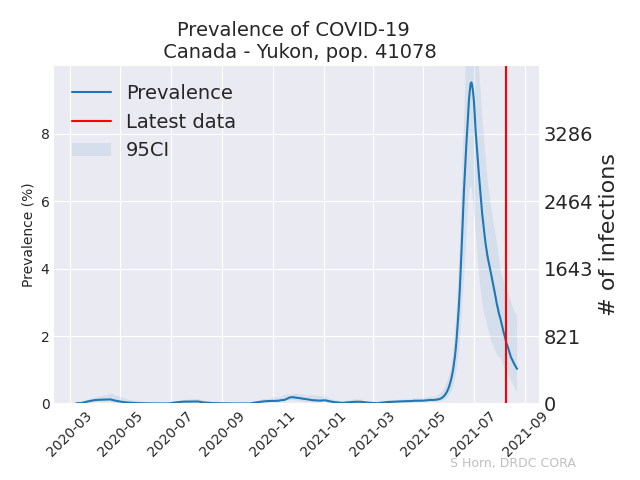 Prevalence of COVID-19
Canada - Yukon, pop. 41078
Prevalence
Latest data
95CI
Prevalence (%)
8
6
4
2
0
3286
2464
1643
821
0
# of infections
2020-03
2020-05
2020-07
2020-09
2020-11
2021-01
2021-03
2021-05
2021-07
2021-09
S Horn, DRDC CORA